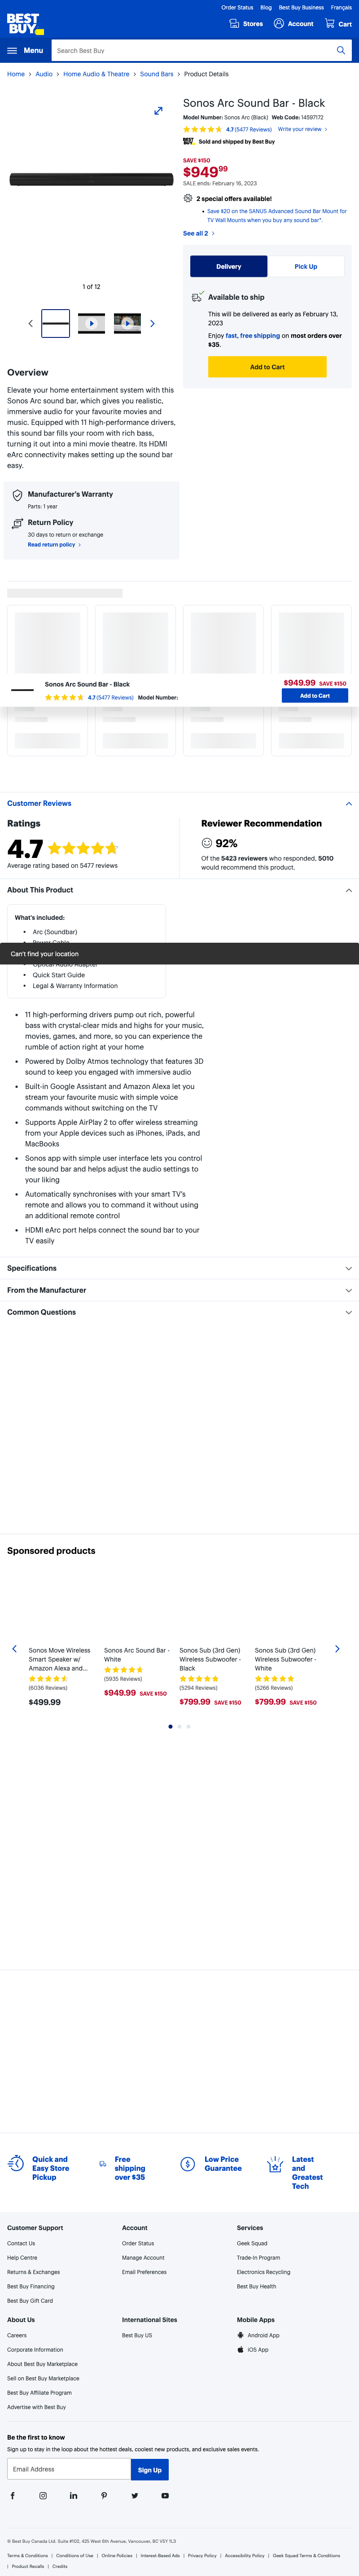 Order Status Blog Best Buy Business Français
BEST BUY
Stores Account Cart
Menu Search Best Buy
Home > Audio > Home Audio & Theatre > Sound Bars > Product Details
Sonos Arc Sound Bar - Black
Model Number: Sonos Arc (Black) Web Code: 14597172
4.7 (5477 Reviews) Write your review
BEST BUY Sold and shipped by Best Buy
SAVE $150
$949.99
SALE ends: February 16, 2023
2 special offers available!
• Save $20 on the SANUS Advanced Sound Bar Mount for
TV Wall Mounts when you buy any sound bar*.
See all 2
1 of 12
Delivery Pick Up
Available to ship
This will be delivered as early as February 13,
2023
Enjoy fast, free shipping on most orders over
$35.
Add to Cart
Overview
Elevate your home entertainment system with this
Sonos Arc sound bar, which gives you realistic,
immersive audio for your favourite movies and
music. Equipped with 11 high-performance drivers,
this sound bar fills your room with rich bass,
turning it out into a mini movie theatre. Its HDMI
eArc connectivity makes setting up the sound bar
easy.
Manufacturer's Warranty
Parts: 1 year
Return Policy
30 days to return or exchange
Read return policy
Sonos Arc Sound Bar - Black
4.7 (5477 Reviews) Model Number:
$949.99 SAVE $150
Add to Cart
Customer Reviews
Ratings
4.7
Average rating based on 5477 reviews
Reviewer Recommendation
92%
Of the 5423 reviewers who responded, 5010
would recommend this product.
About This Product
What's included:
• Arc (Soundbar)
Can't find your location
• Quick Start Guide
• Legal & Warranty Information
• 11 high-performing drivers pump out rich, powerful
bass with crystal-clear mids and highs for your music,
movies, games, and more, so you can experience the
rumble of action right at your home
• Powered by Dolby Atmos technology that features 3D
sound to keep you engaged with immersive audio
• Built-in Google Assistant and Amazon Alexa let you
stream your favourite music with simple voice
commands without switching on the TV
• Supports Apple AirPlay 2 to offer wireless streaming
from your Apple devices such as iPhones, iPads, and
MacBooks
• Sonos app with simple user interface lets you control
the sound bar and helps adjust the audio settings to
your liking
• Automatically synchronises with your smart TV's
remote and allows you to command it without using
an additional remote control
• HDMI eArc port helps connect the sound bar to your
TV easily
Specifications
From the Manufacturer
Common Questions
Sponsored products
Sonos Move Wireless
Smart Speaker w/
Amazon Alexa and...
(6036 Reviews)
$499.99
Sonos Arc Sound Bar -
White
(5935 Reviews)
$949.99 SAVE $150
Sonos Sub (3rd Gen)
Wireless Subwoofer -
Black
(5294 Reviews)
$799.99 SAVE $150
Sonos Sub (3rd Gen)
Wireless Subwoofer -
White
(5266 Reviews)
$799.99 SAVE $150
Quick and
Easy Store
Pickup
Free
shipping
over $35
Low Price
Guarantee
Latest
and
Greatest
Tech
Customer Support
Contact Us
Help Centre
Returns & Exchanges
Best Buy Financing
Best Buy Gift Card
Account
Order Status
Manage Account
Email Preferences
Services
Geek Squad
Trade-In Program
Electronics Recycling
Best Buy Health
About Us
Careers
Corporate Information
About Best Buy Marketplace
Sell on Best Buy Marketplace
Best Buy Affiliate Program
Advertise with Best Buy
International Sites
Best Buy US
Mobile Apps
Android App
iOS App
Be the first to know
Sign up to stay in the loop about the hottest deals, coolest new products, and exclusive sales events.
Email Address Sign Up
© Best Buy Canada Ltd. Suite #102, 425 West 6th Avenue, Vancouver, BC V5Y 1L3
Terms & Conditions | Conditions of Use | Online Policies | Interest-Based Ads | Privacy Policy | Accessibility Policy | Geek Squad Terms & Conditions
| Product Recalls | Credits